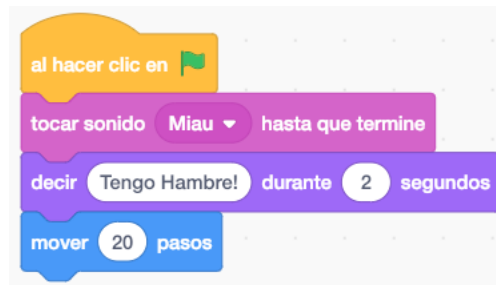 al hacer clic en
tocar sonido Miau hasta que termine
decir Tengo Hambre! durante 2 segundos
mover 20 pasos